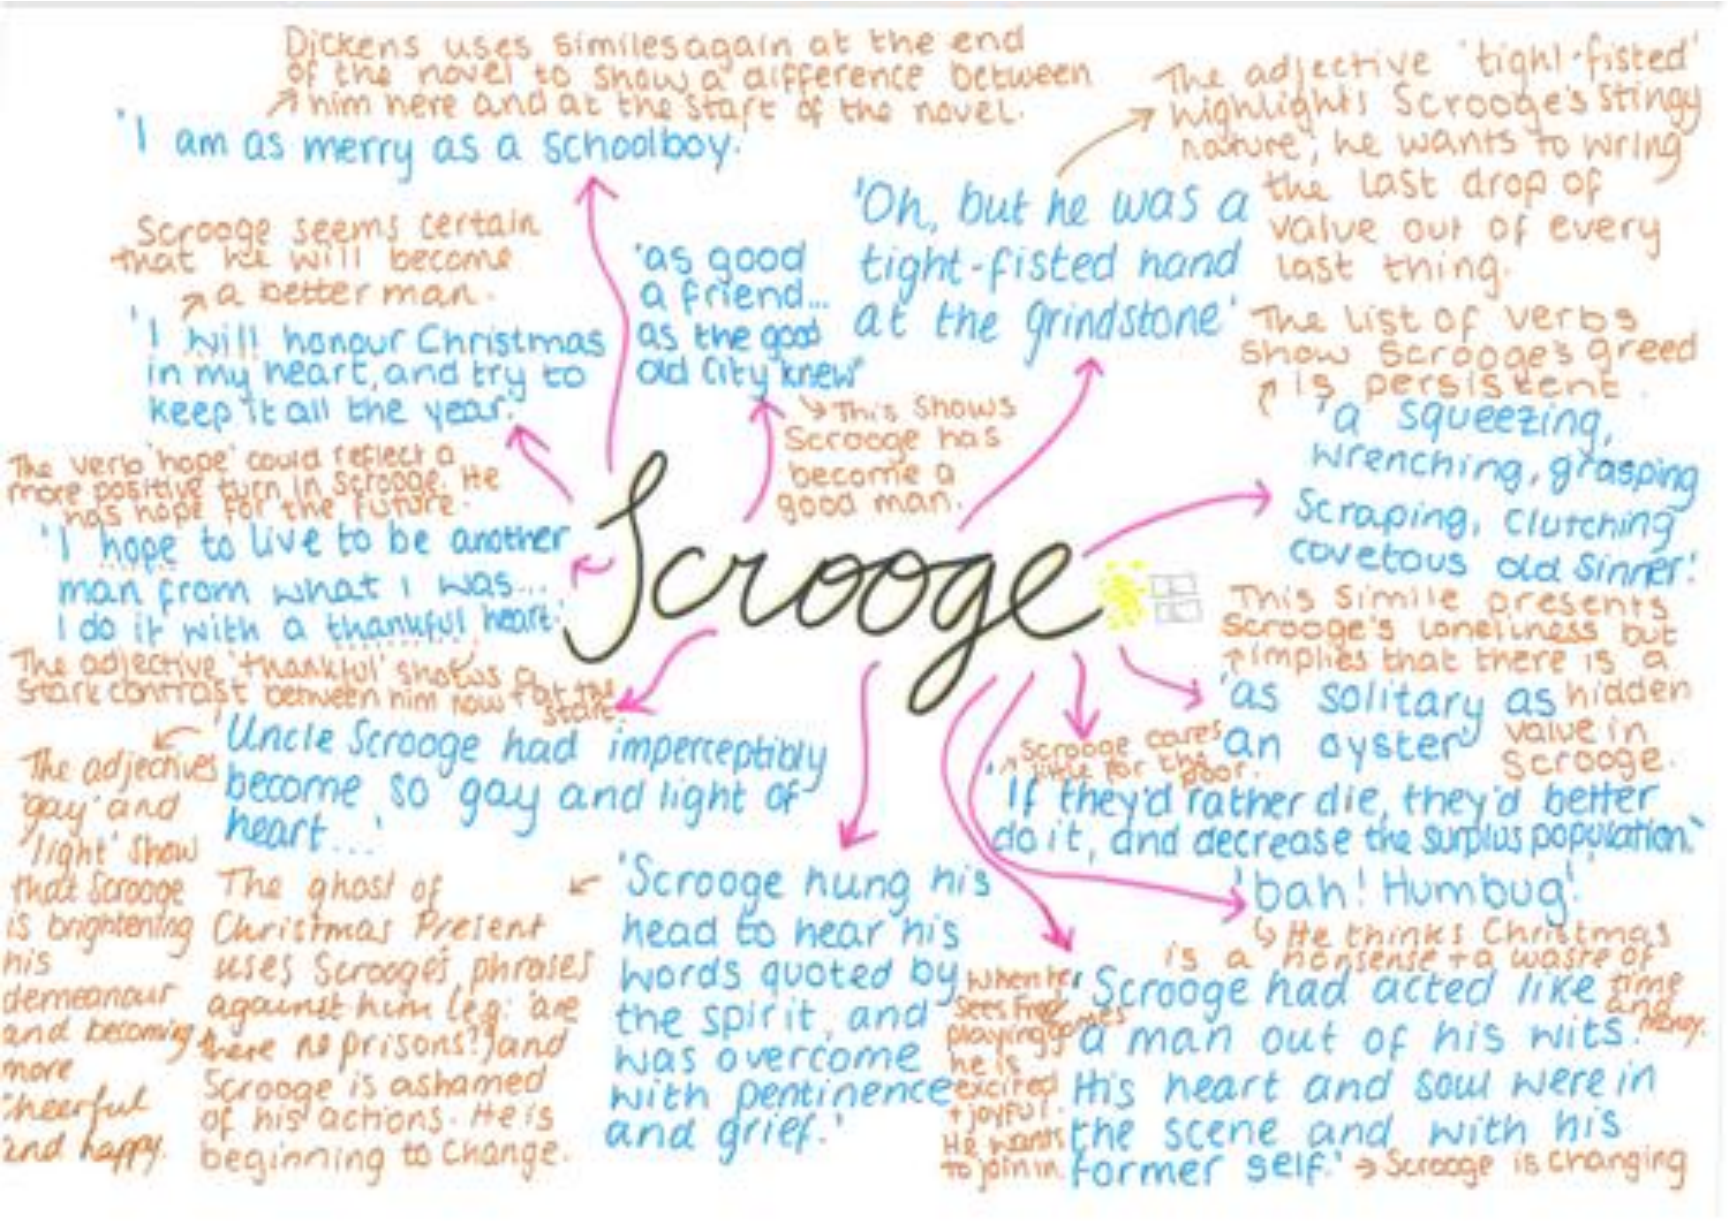 Dickens uses similes again at the end
of the novel to show a difference between
him here and at the start of the novel.
'I am as merry as a schoolboy.'
The adjective 'tight-fisted'
highlights Scrooge's stingy
nature; he wants to wring
the last drop of
value out of every
last thing.
'Oh, but he was a
tight-fisted hand
at the grindstone'
Scrooge seems certain
that he will become
a better man.
'I will honour Christmas
in my heart, and try to
keep it all the year.'
'as good
a friend...
as the good
old City knew"
This shows
Scrooge has
become a
good man.
The list of verbs
show Scrooge's greed
is persistent.
'a squeezing,
wrenching, grasping
Scraping, clutching
covetous old sinner.'
The verb 'hope' could reflect a
more positive turn in Scrooge. He
has hope for the future.
'I hope to live to be another
man from what I was...
I do it with a thankful heart.'
The adjective 'thankful' shows a
stark contrast between him now + at the
start.
Scrooge
This simile presents
Scrooge's loneliness but
implies that there is a
hidden
value in
Scrooge.
'as solitary as
an oyster'
'Uncle Scrooge had imperceptibly
become so gay and light of
heart...'
The adjectives
'gay' and
'light' show
that Scrooge
is brightening
his
demeanour
and becoming
more
cheerful
and happy.
Scrooge cares
little for the poor.
'If they'd rather die, they'd better
do it, and decrease the surplus population.'
'bah! Humbug'.
He thinks Christmas
is a nonsense + a waste of
time
and
money.
'Scrooge hung his
head to hear his
words quoted by
the spirit, and
was overcome
with pentinence
and grief.'
The ghost of
Christmas Present
uses Scrooge's phrases
against him (eg: 'are
there no prisons?') and
Scrooge is ashamed
of his actions. He is
beginning to change.
'Scrooge had acted like
a man out of his wits.
His heart and soul were in
the scene and with his
former self.'
Scrooge is changing
When he
sees Fred
playing games
he is
excited
+ joyful.
He wants
to join in.